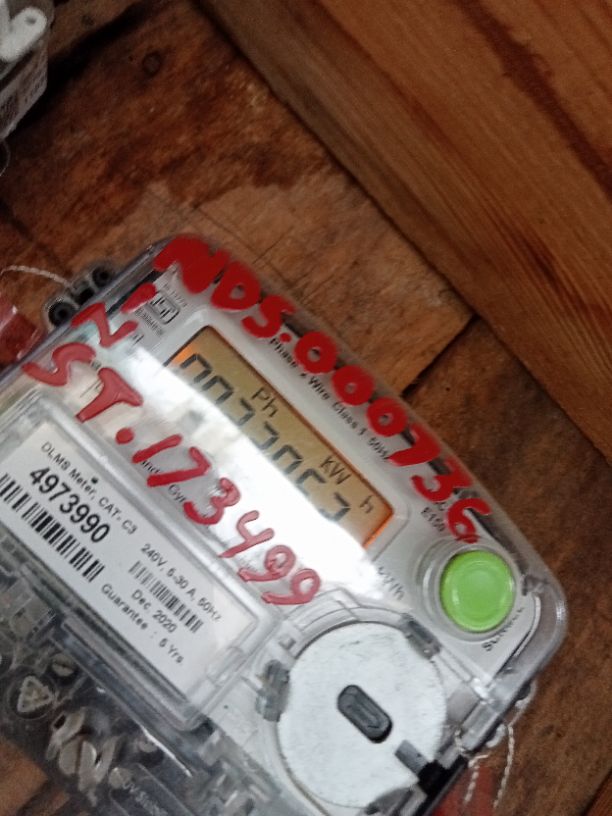 NDS.000736
ST.173499
Phase 2 Wire Class 1 50Hz
Ph
KW h
DLMS Meter, CAT- C3
4973990
240V, 5-30 A, 50Hz
Dec. 2020
Guarantee : 5 Yrs.